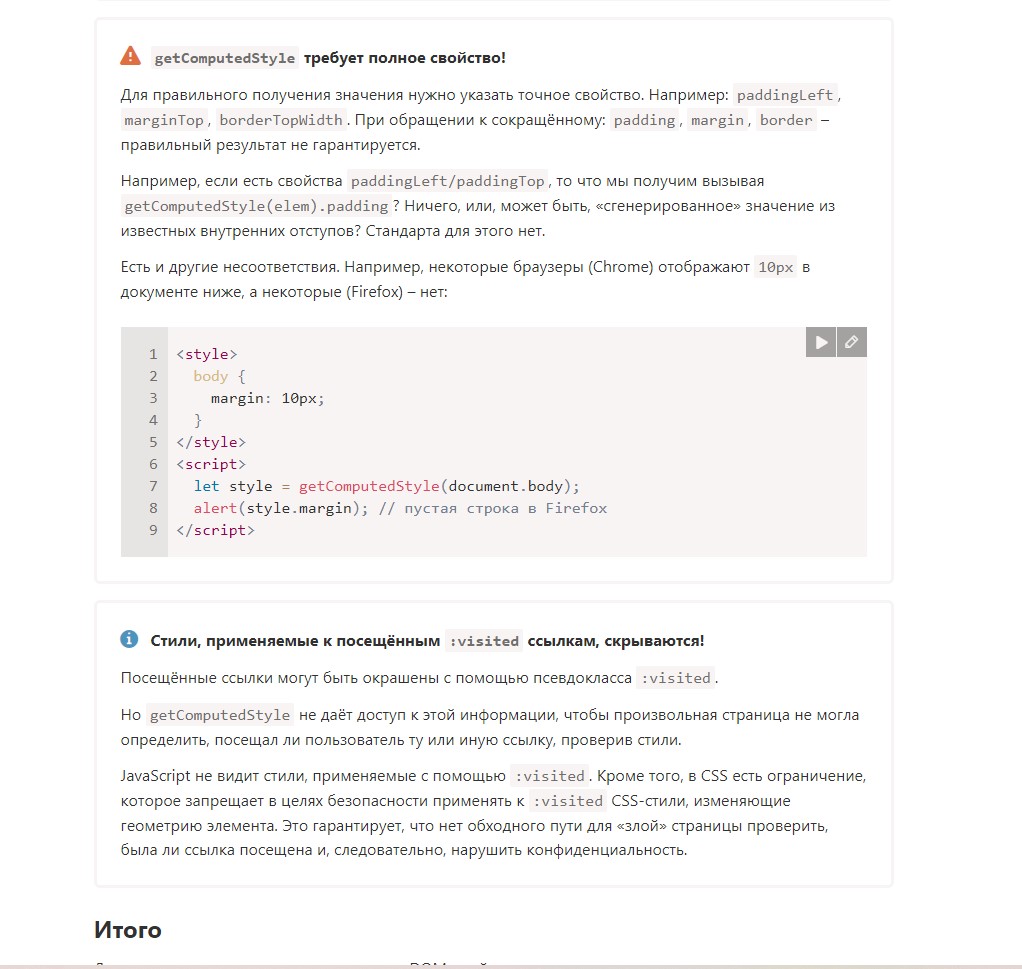 getComputedStyle требует полное свойство!
Для правильного получения значения нужно указать точное свойство. Например: paddingLeft,
marginTop, borderTopWidth. При обращении к сокращённому: padding, margin, border –
правильный результат не гарантируется.
Например, если есть свойства paddingLeft/paddingTop, то что мы получим вызывая
getComputedStyle(elem).padding? Ничего, или, может быть, «сгенерированное» значение из
известных внутренних отступов? Стандарта для этого нет.
Есть и другие несоответствия. Например, некоторые браузеры (Chrome) отображают 10px в
документе ниже, а некоторые (Firefox) – нет:
1 <style>
2 body {
3 margin: 10px;
4 }
5 </style>
6 <script>
7 let style = getComputedStyle(document.body);
8 alert(style.margin); // пустая строка в Firefox
9 </script>
Стили, применяемые к посещённым :visited ссылкам, скрываются!
Посещённые ссылки могут быть окрашены с помощью псевдокласса :visited.
Но getComputedStyle не даёт доступ к этой информации, чтобы произвольная страница не могла
определить, посещал ли пользователь ту или иную ссылку, проверив стили.
JavaScript не видит стили, применяемые с помощью :visited. Кроме того, в CSS есть ограничение,
которое запрещает в целях безопасности применять к :visited CSS-стили, изменяющие
геометрию элемента. Это гарантирует, что нет обходного пути для «злой» страницы проверить,
была ли ссылка посещена и, следовательно, нарушить конфиденциальность.
Итого